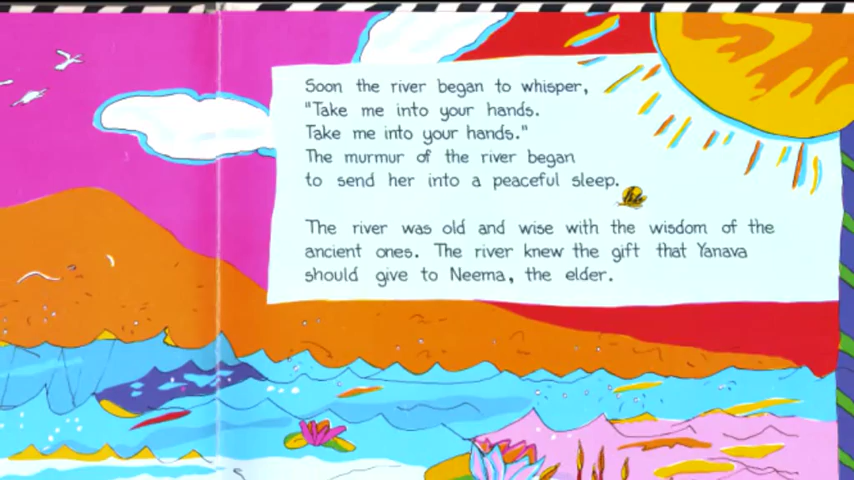 Soon the river began to whisper,
"Take me into your hands.
Take me into your hands."
The murmur of the river began
to send her into a peaceful sleep.
The river was old and wise with the wisdom of the
ancient ones. The river knew the gift that Yanava
should give to Neema, the elder.